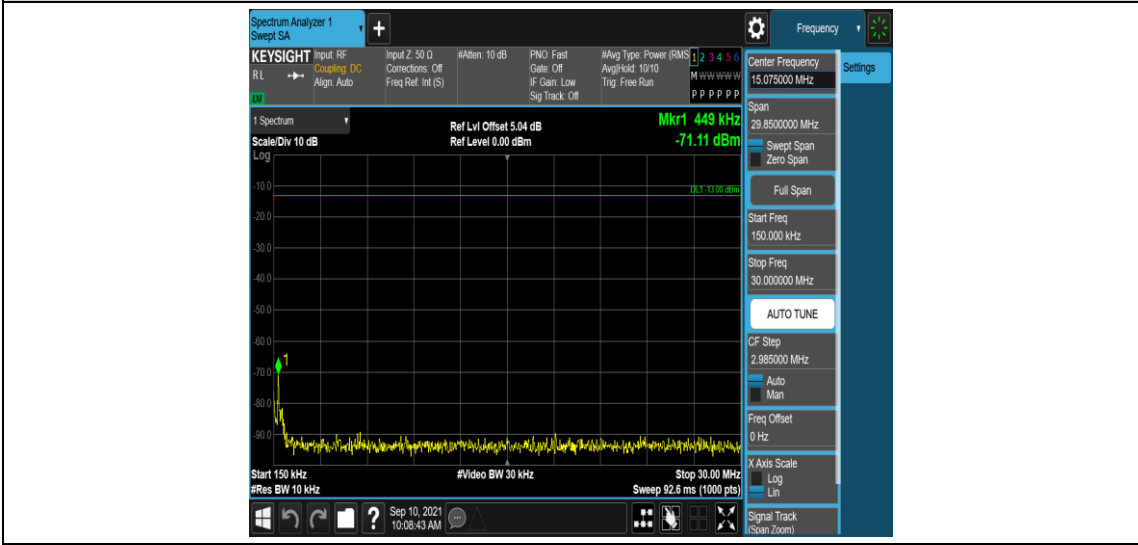 Spectrum Analyzer 1
Swept SA
Frequency
KEYSIGHT
RL
Input: RF
Coupling: DC
Align: Auto
Input Z: 50 Ω
Corrections: Off
Freq Ref: Int (S)
#Atten: 10 dB
PNO: Fast
Gate: Off
IF Gain: Low
Sig Track: Off
#Avg Type: Power (RMS
Avg|Hold: 10/10
Trig: Free Run
1 2 3 4 5 6
M W W W W W
P P P P P P
1 Spectrum
Scale/Div 10 dB
Ref Lvl Offset 5.04 dB
Ref Level 0.00 dBm
Mkr1 449 kHz
-71.11 dBm
Log
DL1 -13.00 dBm
-10.0
-20.0
-30.0
-40.0
-50.0
-60.0
1
-70.0
-80.0
-90.0
Start 150 kHz
#Res BW 10 kHz
#Video BW 30 kHz
Stop 30.00 MHz
Sweep 92.6 ms (1000 pts)
Sep 10, 2021
10:08:43 AM
Center Frequency
15.075000 MHz
Settings
Span
29.8500000 MHz
Swept Span
Zero Span
Full Span
Start Freq
150.000 kHz
Stop Freq
30.000000 MHz
AUTO TUNE
CF Step
2.985000 MHz
Auto
Man
Freq Offset
0 Hz
X Axis Scale
Log
Lin
Signal Track
(Span Zoom)